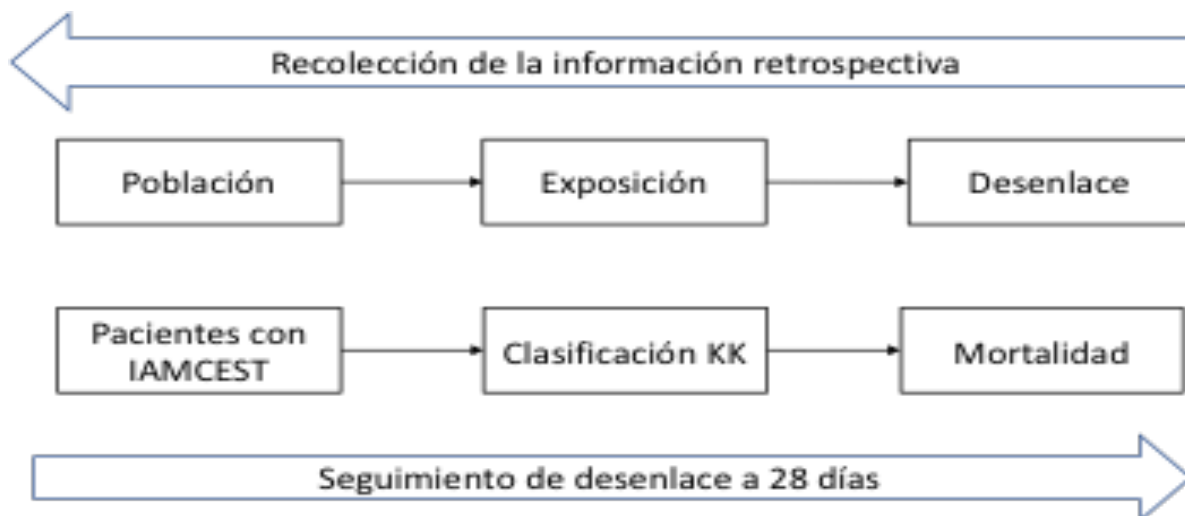 Recolección de la información retrospectiva
Población
Exposición
Desenlace
Pacientes con
IAMCEST
Clasificación KK
Mortalidad
Seguimiento de desenlace a 28 días